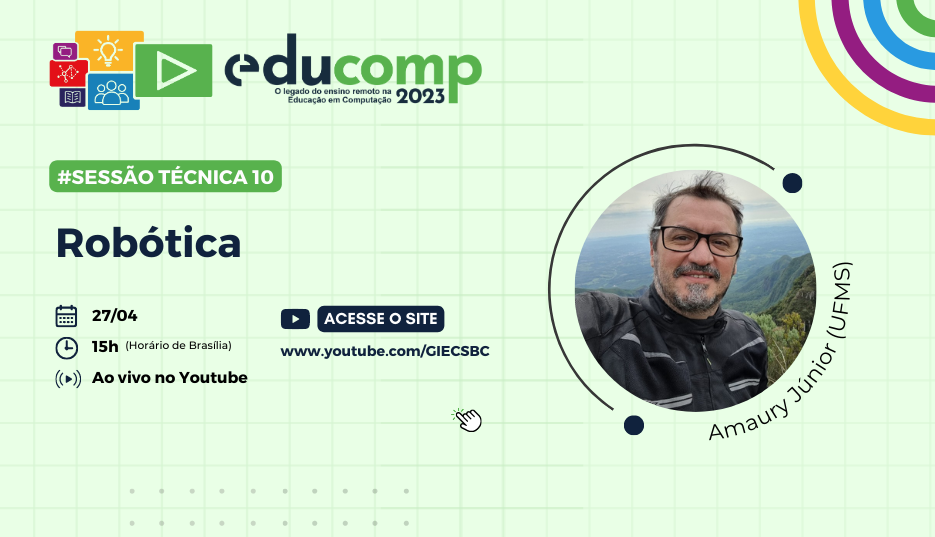 educomp
O legado do ensino remoto na
Educação em Computação 2023
#SESSÃO TÉCNICA 10
Robótica
27/04
15h (Horário de Brasília)
Ao vivo no Youtube
ACESSE O SITE
www.youtube.com/GIECSBC
Amaury Júnior (UFMS)